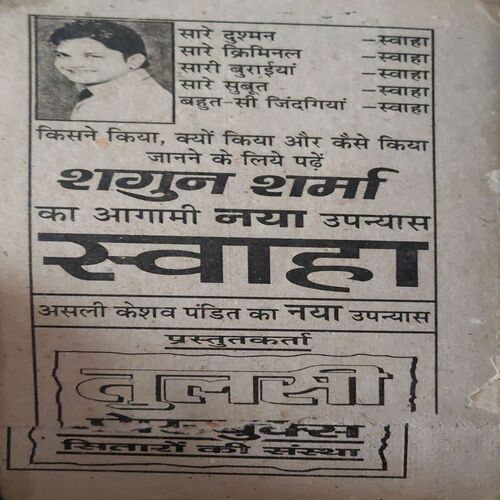 सारे दुश्मन –स्वाहा
सारे क्रिमिनल –स्वाहा
सारी बुराईयां –स्वाहा
सारे सुबूत –स्वाहा
बहुत-सी जिंदगियां –स्वाहा
किसने किया, क्यों किया और कैसे किया
जानने के लिये पढ़ें
शगुन शर्मा
का आगामी नया उपन्यास
स्वाहा
असली केशव पंडित का नया उपन्यास
प्रस्तुतकर्ता
तुलसी
पेपर बुक्स
सितारों की संस्था